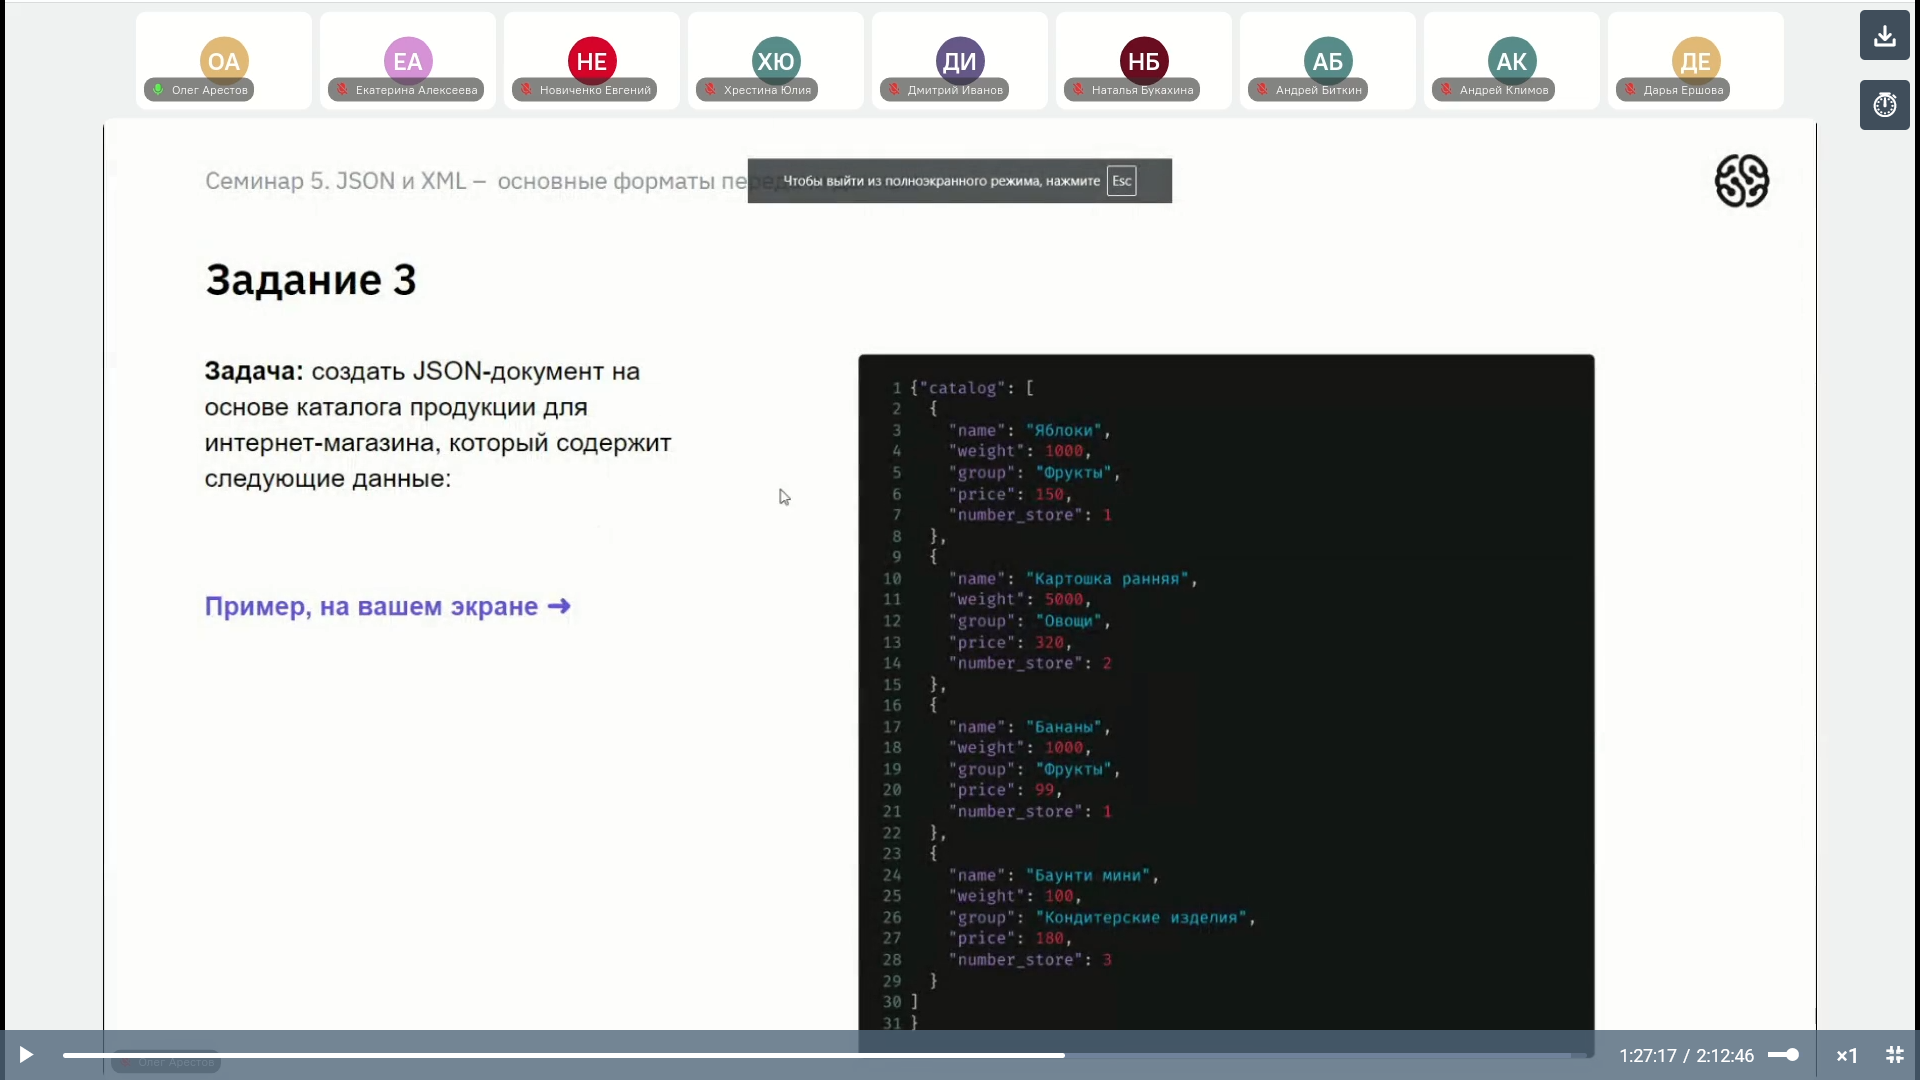 ОА
Олег Арестов
ЕА
Екатерина Алексеева
НЕ
Новиченко Евгений
ХЮ
Хрестина Юлия
ДИ
Дмитрий Иванов
НБ
Наталья Букахина
АБ
Андрей Биткин
АК
Андрей Климов
ДЕ
Дарья Ершова
Семинар 5. JSON и XML – основные форматы
Чтобы выйти из полноэкранного режима, нажмите Esc
Задание 3
Задача: создать JSON-документ на
основе каталога продукции для
интернет-магазина, который содержит
следующие данные:
Пример, на вашем экране ➜
1 {"catalog": [
2 {
3 "name": "Яблоки",
4 "weight": 1000,
5 "group": "Фрукты",
6 "price": 150,
7 "number_store": 1
8 },
9 {
10 "name": "Картошка ранняя",
11 "weight": 5000,
12 "group": "Овощи",
13 "price": 320,
14 "number_store": 2
15 },
16 {
17 "name": "Бананы",
18 "weight": 1000,
19 "group": "Фрукты",
20 "price": 99,
21 "number_store": 1
22 },
23 {
24 "name": "Баунти мини",
25 "weight": 100,
26 "group": "Кондитерские изделия",
27 "price": 180,
28 "number_store": 3
29 }
30 ]
31 }
Олег Арестов
1:27:17 / 2:12:46
×1